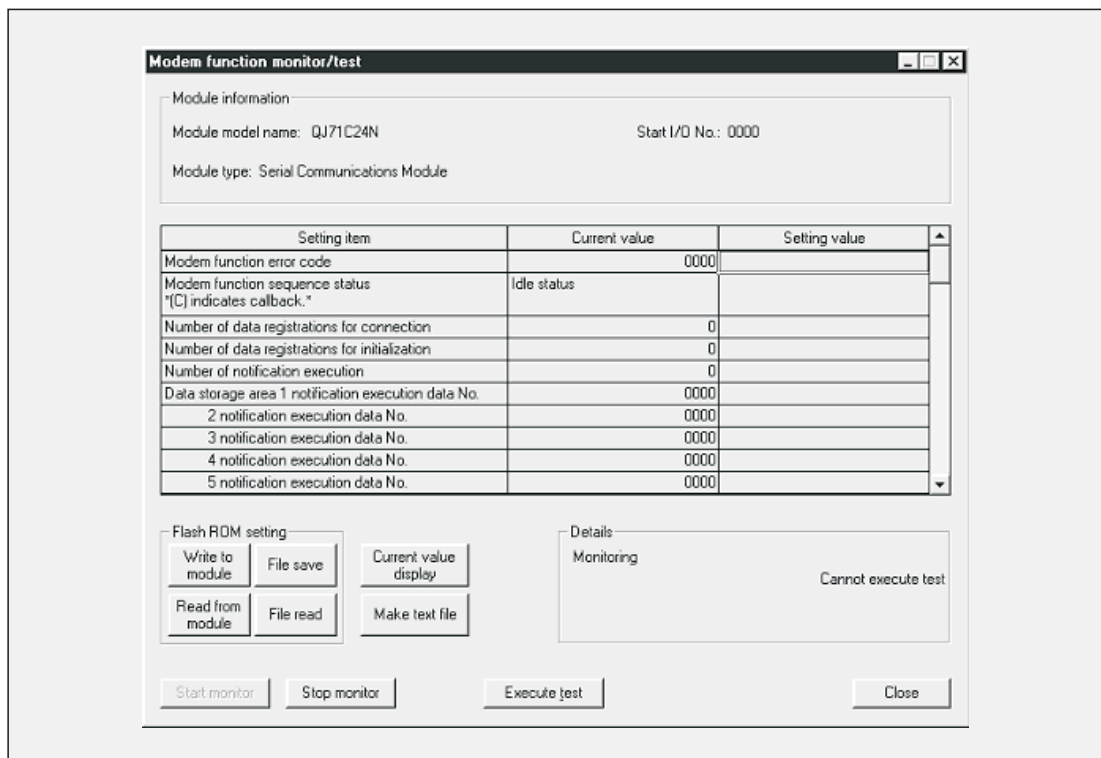 Modem function monitor/test
Module information
Module model name: QJ71C24N Start I/O No.: 0000
Module type: Serial Communications Module
Setting item Current value Setting value
Modem function error code 0000
Modem function sequence status Idle status
*(C) indicates callback.*
Number of data registrations for connection 0
Number of data registrations for initialization 0
Number of notification execution 0
Data storage area 1 notification execution data No. 0000
2 notification execution data No. 0000
3 notification execution data No. 0000
4 notification execution data No. 0000
5 notification execution data No. 0000
Flash ROM setting
Write to
module
File save
Current value
display
Read from
module
File read
Make text file
Details
Monitoring
Cannot execute test
Start monitor Stop monitor Execute test Close